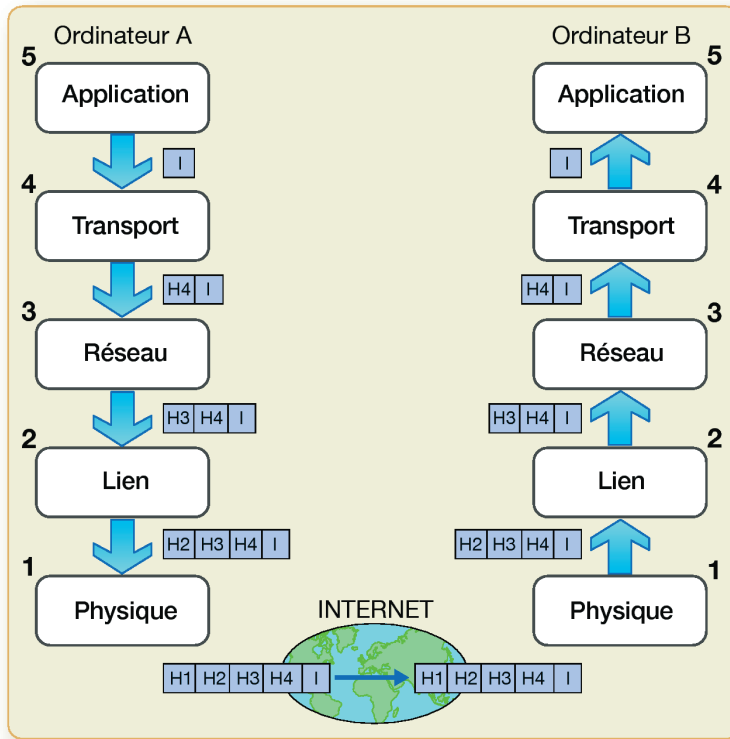 Ordinateur A
Ordinateur B
5
Application
5
Application
I
I
4
Transport
4
Transport
H4 I
H4 I
3
Réseau
3
Réseau
H3 H4 I
H3 H4 I
2
Lien
2
Lien
H2 H3 H4 I
H2 H3 H4 I
1
Physique
1
Physique
INTERNET
H1 H2 H3 H4 I
H1 H2 H3 H4 I